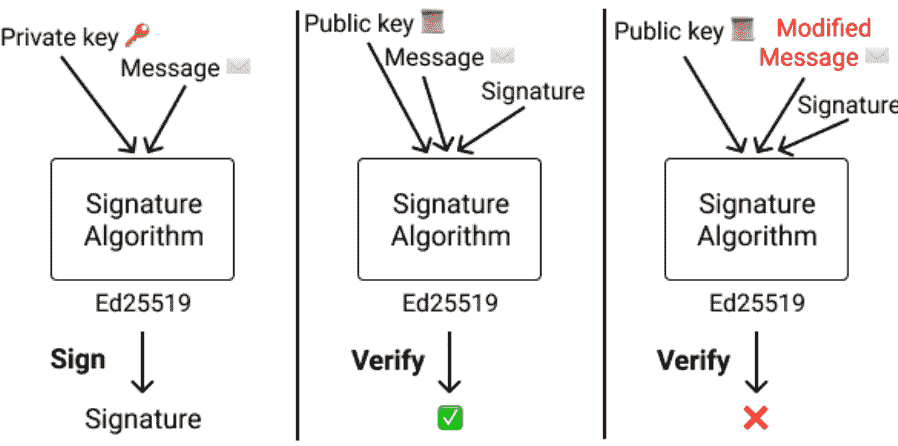 Private key
Message
Signature
Algorithm
Ed25519
Sign
Signature
Public key
Message
Signature
Signature
Algorithm
Ed25519
Verify
Public key
Modified
Message
Signature
Signature
Algorithm
Ed25519
Verify